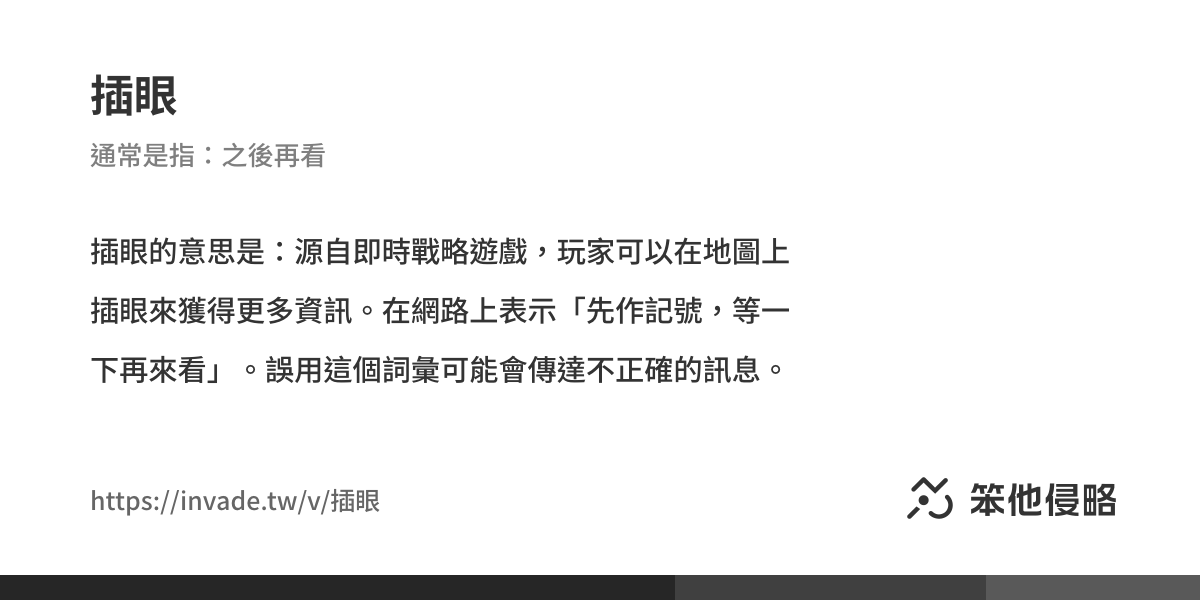 插眼
通常是指：之後再看
插眼的意思是：源自即時戰略遊戲，玩家可以在地圖上
插眼來獲得更多資訊。在網路上表示「先作記號，等一
下再來看」。誤用這個詞彙可能會傳達不正確的訊息。
https://invade.tw/v/插眼
笨他侵略